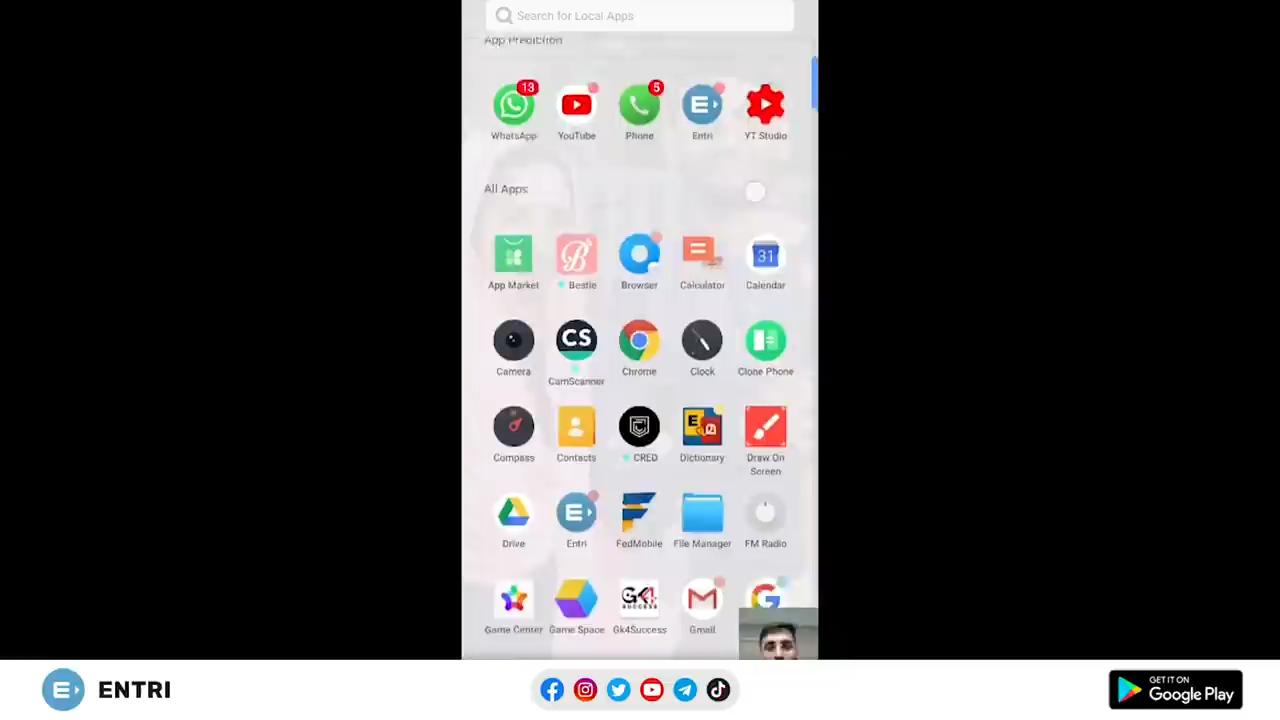 Search for Local Apps
App Prediction
13
5
WhatsApp YouTube Phone Entri YT Studio
All Apps
31
App Market Bestie Browser Calculator Calendar
CS
Camera CamScanner Chrome Clock Clone Phone
Compass Contacts CRED Dictionary Draw On Screen
Drive Entri FedMobile File Manager FM Radio
GK4 SUCCESS
Game Center Game Space Gk4Success Gmail
ENTRI
GET IT ON
Google Play